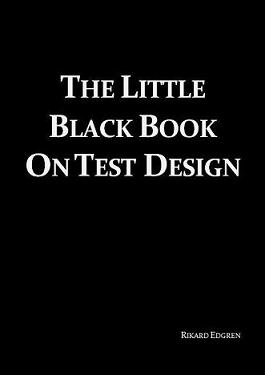 The Little
Black Book
On Test Design
Rikard Edgren